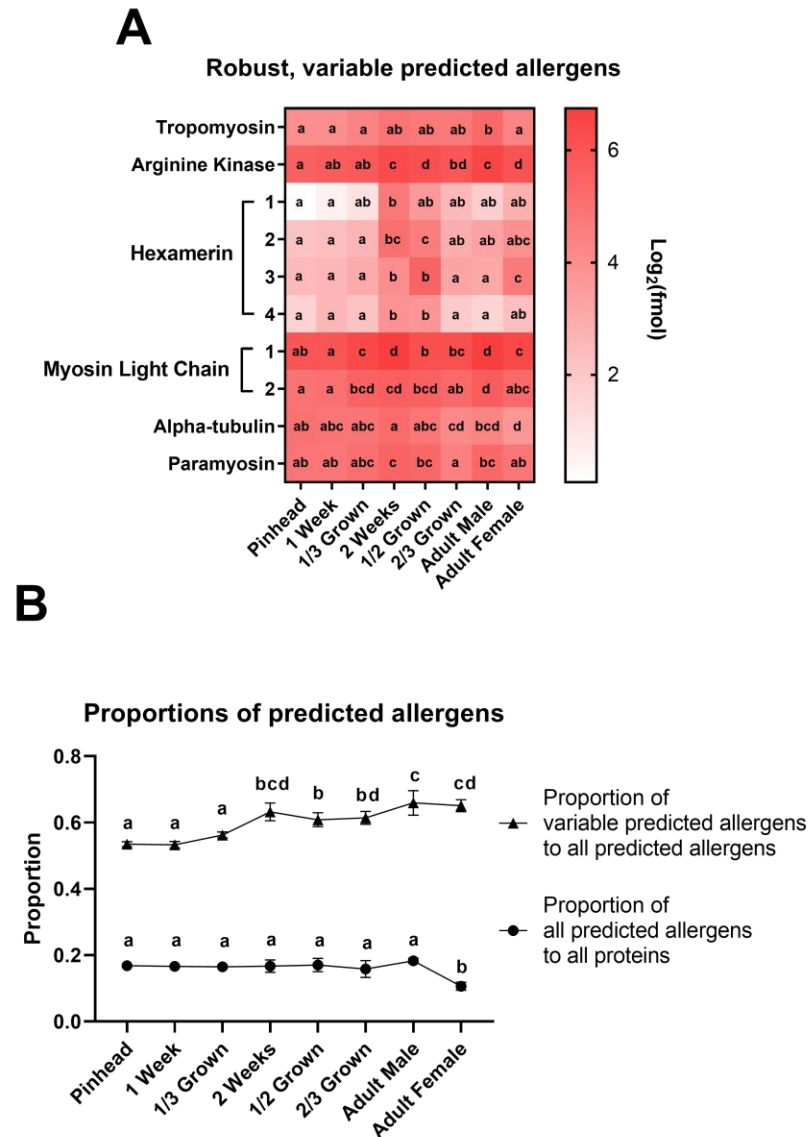 A
Robust, variable predicted allergens
Tropomyosin a a a ab ab ab b a
Arginine Kinase a ab ab c d bd c d
Hexamerin
1 a a ab b ab ab ab ab
2 a a a bc c ab ab abc
3 a a a b b a a c
4 a a a b b a a ab
Myosin Light Chain
1 ab a c d b bc d c
2 a a bcd cd bcd ab d abc
Alpha-tubulin ab abc abc a abc cd bcd d
Paramyosin ab ab abc c bc a bc ab
Pinhead
1 Week
1/3 Grown
2 Weeks
1/2 Grown
2/3 Grown
Adult Male
Adult Female
6
4
2
Log₂(fmol)
B
Proportions of predicted allergens
Proportion
0.8
0.6
0.4
0.2
0.0
a a a bcd b bd c cd
a a a a a a a b
Pinhead
1 Week
1/3 Grown
2 Weeks
1/2 Grown
2/3 Grown
Adult Male
Adult Female
Proportion of
variable predicted allergens
to all predicted allergens
Proportion of
all predicted allergens
to all proteins